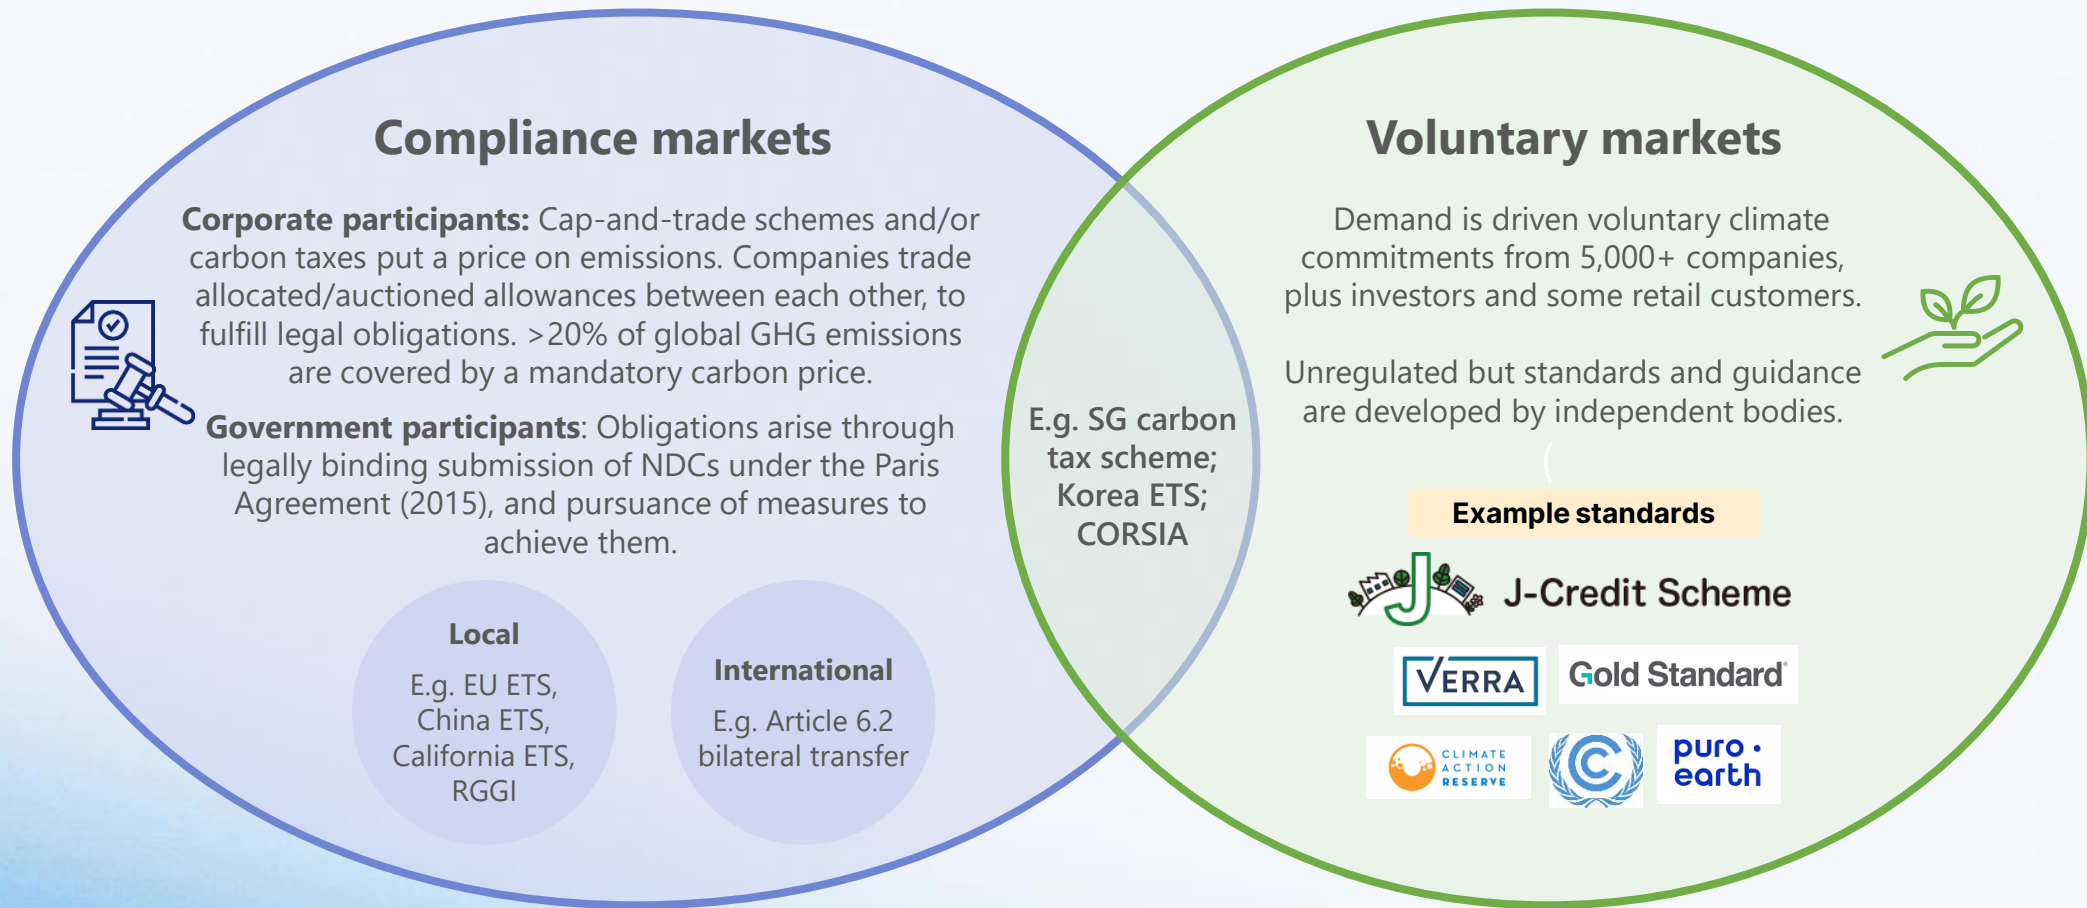 Compliance markets
Corporate participants: Cap-and-trade schemes and/or
carbon taxes put a price on emissions. Companies trade
allocated/auctioned allowances between each other, to
fulfill legal obligations. >20% of global GHG emissions
are covered by a mandatory carbon price.
Government participants: Obligations arise through
legally binding submission of NDCs under the Paris
Agreement (2015), and pursuance of measures to
achieve them.
Local
E.g. EU ETS,
China ETS,
California ETS,
RGGI
International
E.g. Article 6.2
bilateral transfer
E.g. SG carbon
tax scheme;
Korea ETS;
CORSIA
Voluntary markets
Demand is driven voluntary climate
commitments from 5,000+ companies,
plus investors and some retail customers.
Unregulated but standards and guidance
are developed by independent bodies.
(
Example standards
J J-Credit Scheme
VERRA
Gold Standard®
CLIMATE
ACTION
RESERVE
C
puro·
earth